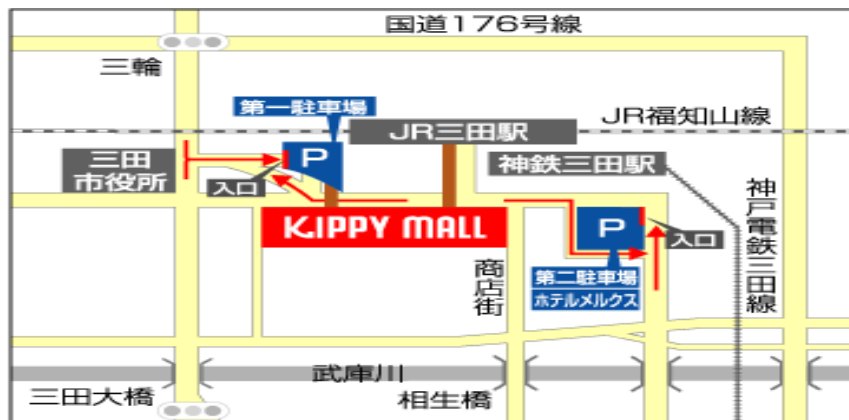 国道176号線
三輪
第一駐車場
JR福知山線
JR三田駅
P
三田
市役所
神鉄三田駅
入口
神戸電鉄三田線
KIPPY MALL
P
入口
商店街
第二駐車場
ホテルメルクス
武庫川
三田大橋
相生橋